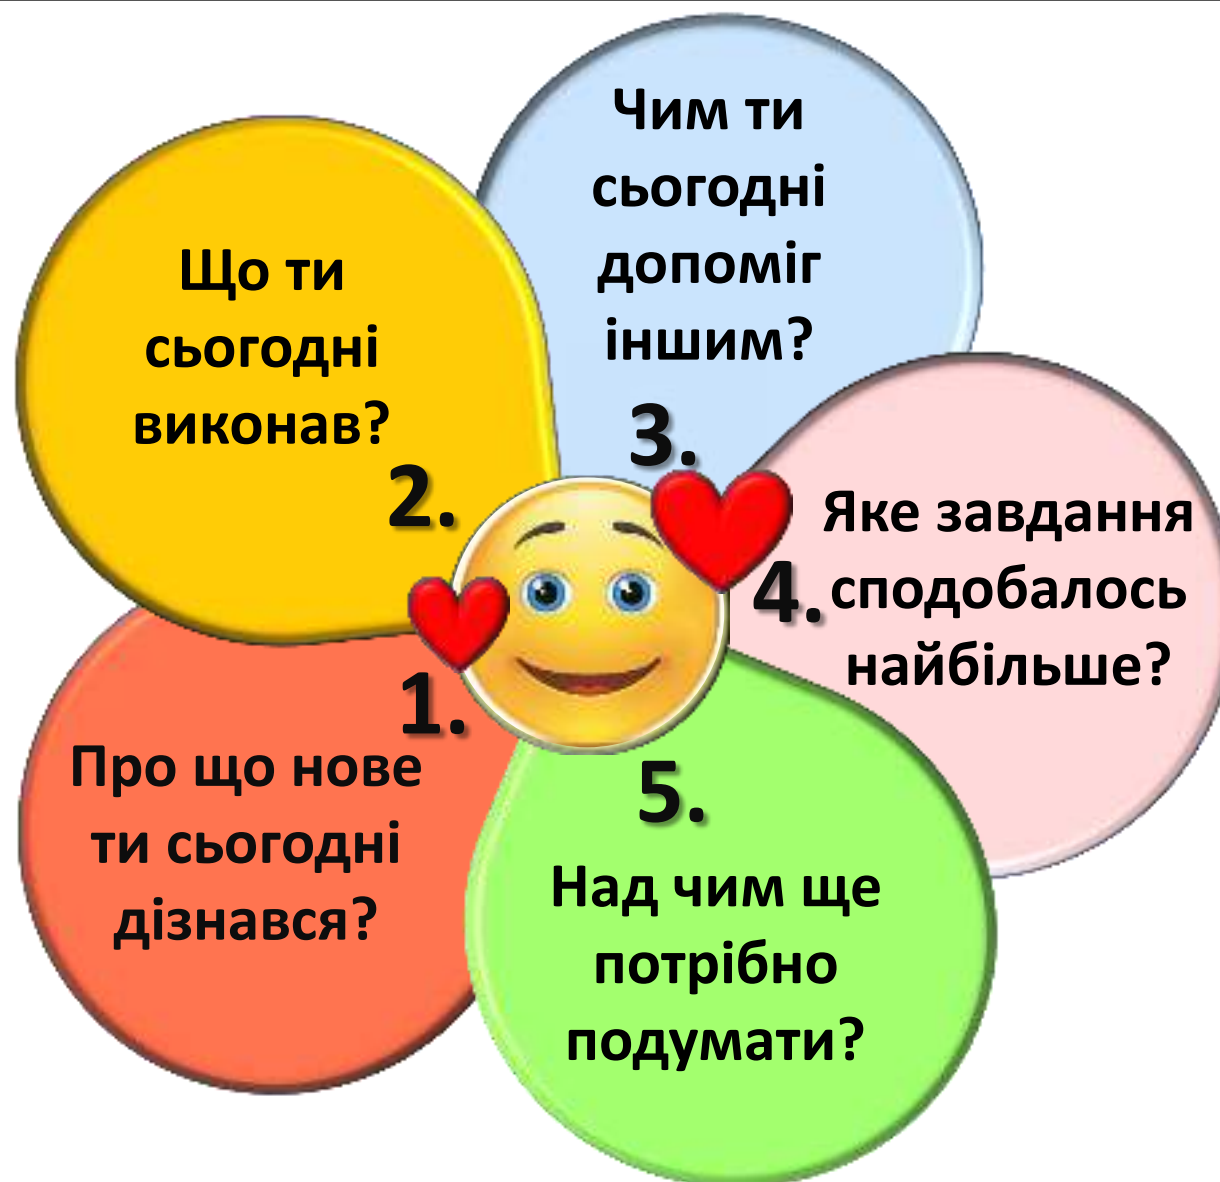 1.
Про що нове
ти сьогодні
дізнався?
2.
Що ти
сьогодні
виконав?
3.
Чим ти
сьогодні
допоміг
іншим?
4.
Яке завдання
сподобалось
найбільше?
5.
Над чим ще
потрібно
подумати?